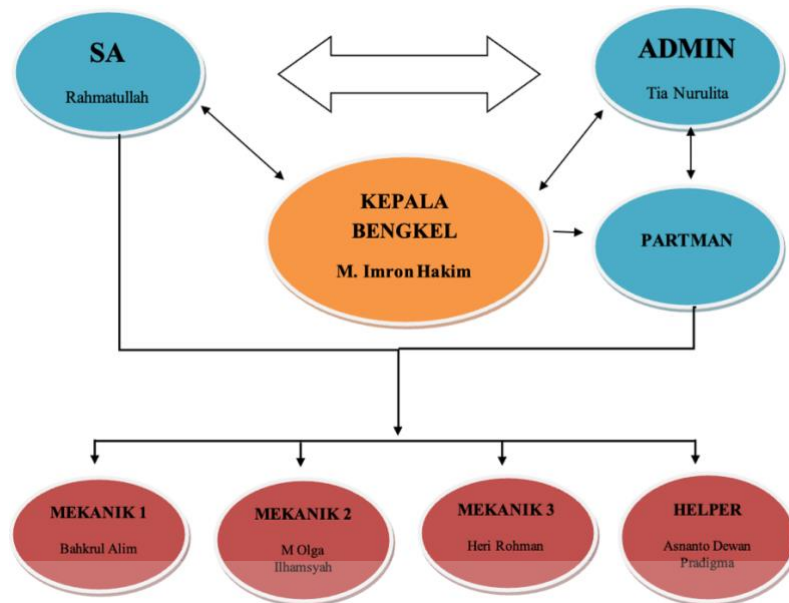 SA
Rahmatullah
ADMIN
Tia Nurulita
KEPALA
BENGKEL
M. Imron Hakim
PARTMAN
MEKANIK 1
Bahkrul Alim
MEKANIK 2
M Olga
Ilhamsyah
MEKANIK 3
Heri Rohman
HELPER
Asnanto Dewan
Pradigma